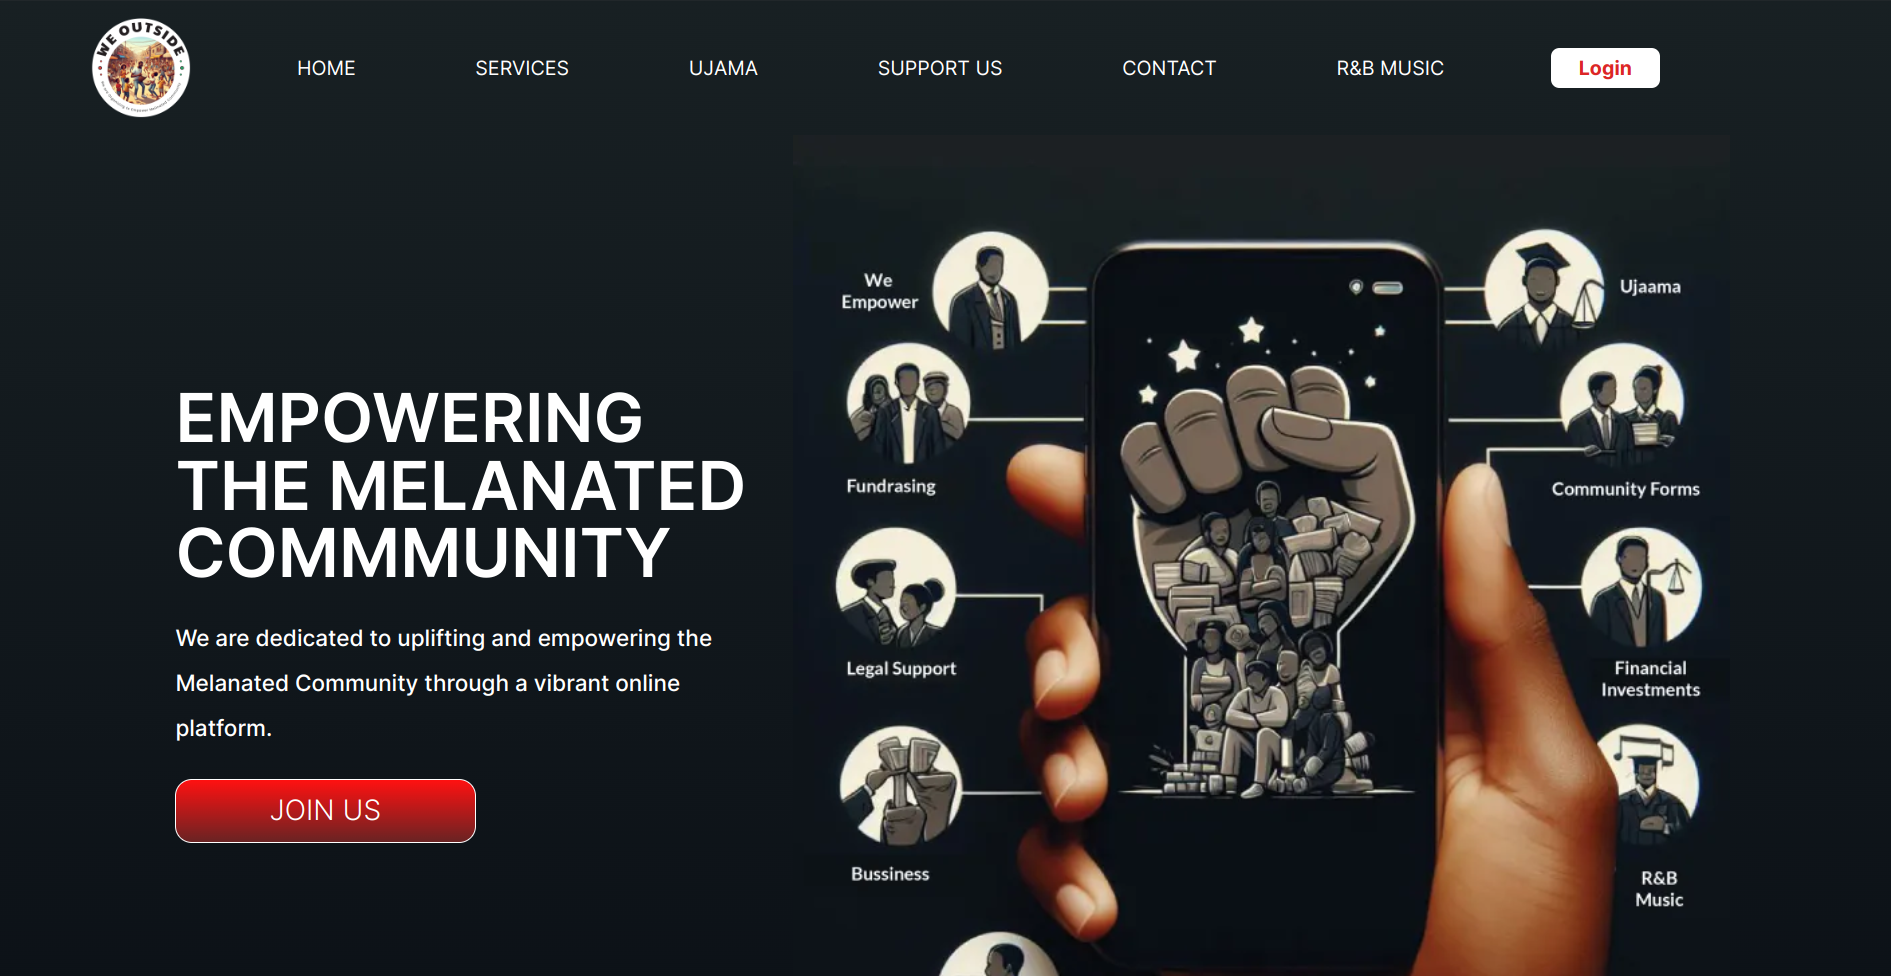 WE OUTSIDE
HOME
SERVICES
UJAMA
SUPPORT US
CONTACT
R&B MUSIC
Login
EMPOWERING
THE MELANATED
COMMMUNITY
We are dedicated to uplifting and empowering the
Melanated Community through a vibrant online
platform.
JOIN US
We
Empower
Ujaama
Fundrasing
Community Forms
Legal Support
Financial
Investments
Bussiness
R&B
Music